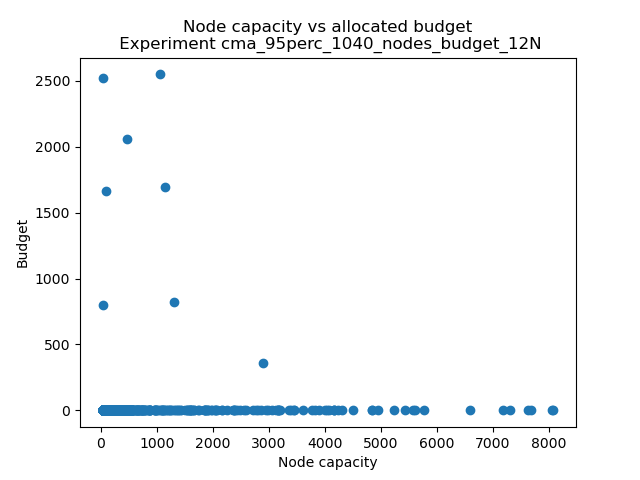 Node capacity vs allocated budget
Experiment cma_95perc_1040_nodes_budget_12N
2500
2000
1500
1000
500
0
Budget
0 1000 2000 3000 4000 5000 6000 7000 8000
Node capacity